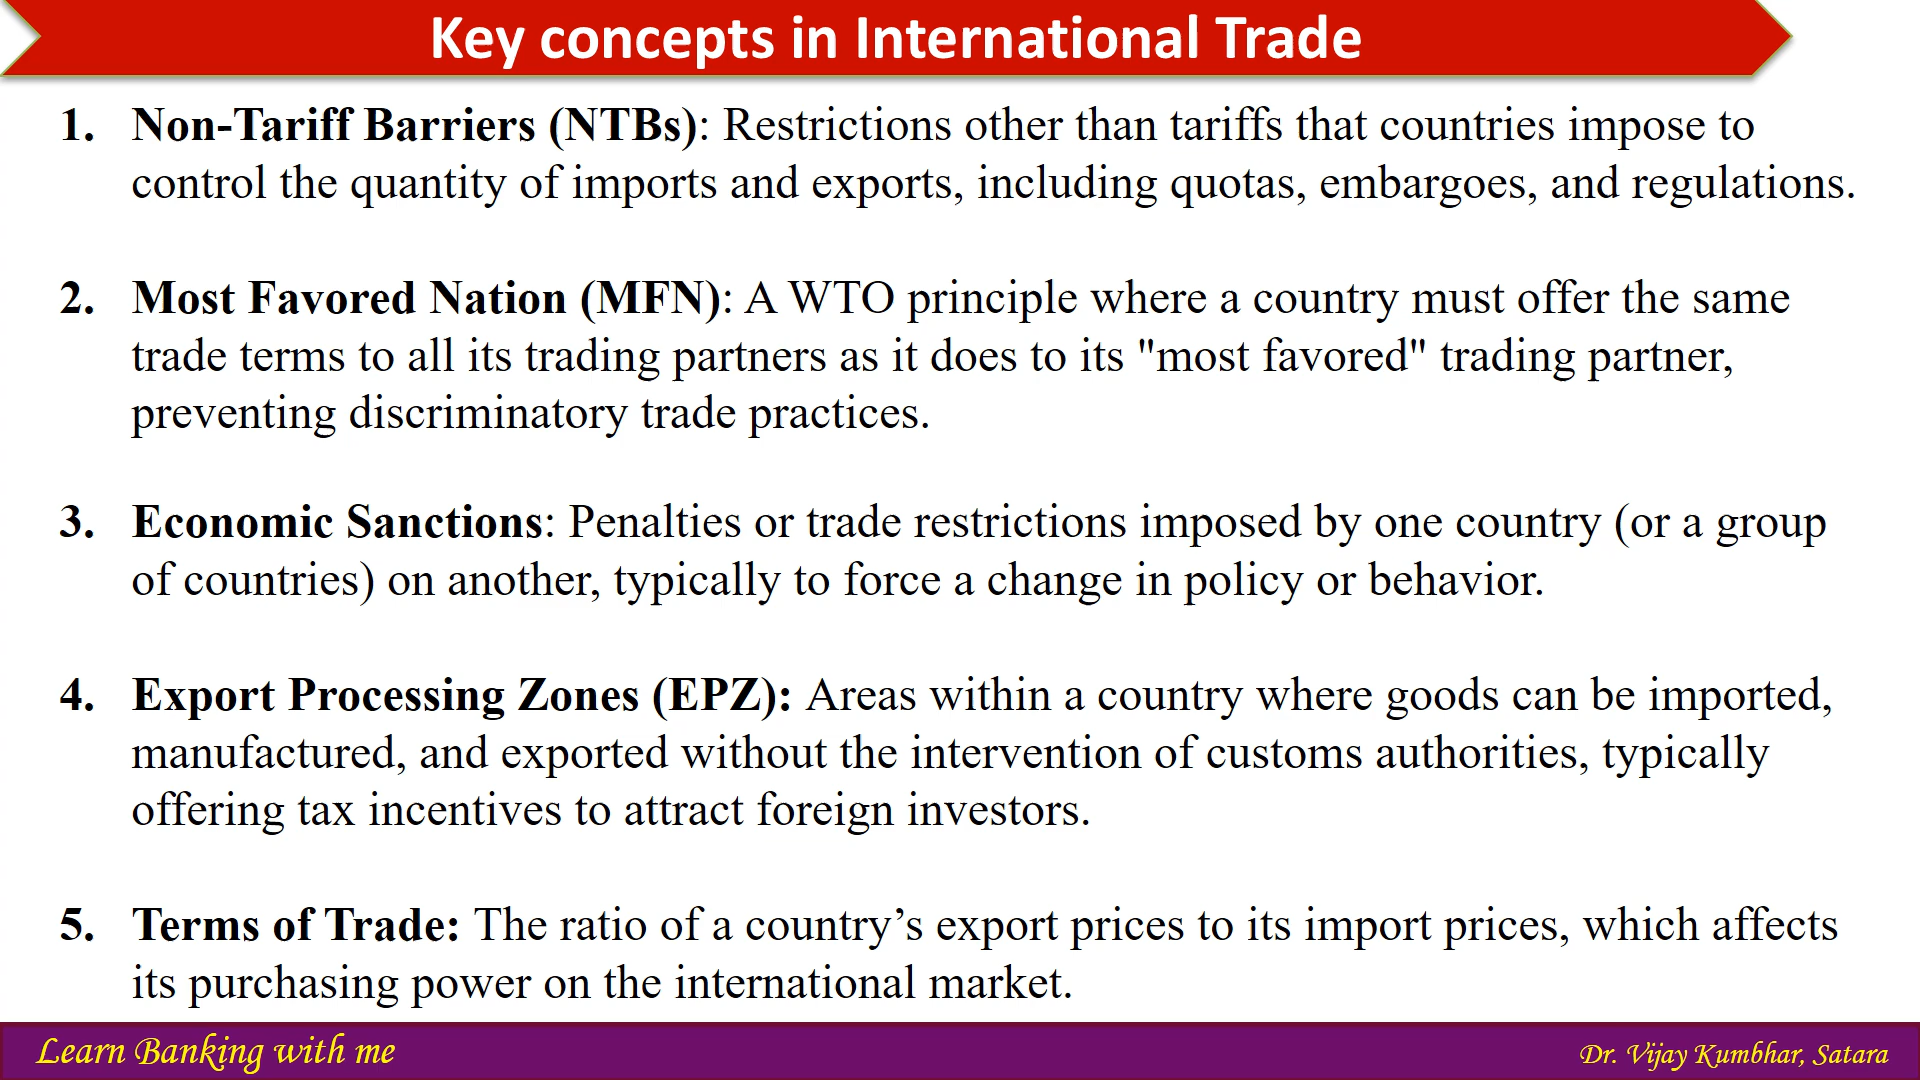 Key concepts in International Trade
1. Non-Tariff Barriers (NTBs): Restrictions other than tariffs that countries impose to
control the quantity of imports and exports, including quotas, embargoes, and regulations.
2. Most Favored Nation (MFN): A WTO principle where a country must offer the same
trade terms to all its trading partners as it does to its "most favored" trading partner,
preventing discriminatory trade practices.
3. Economic Sanctions: Penalties or trade restrictions imposed by one country (or a group
of countries) on another, typically to force a change in policy or behavior.
4. Export Processing Zones (EPZ): Areas within a country where goods can be imported,
manufactured, and exported without the intervention of customs authorities, typically
offering tax incentives to attract foreign investors.
5. Terms of Trade: The ratio of a country’s export prices to its import prices, which affects
its purchasing power on the international market.
Learn Banking with me
Dr. Vijay Kumbhar, Satara